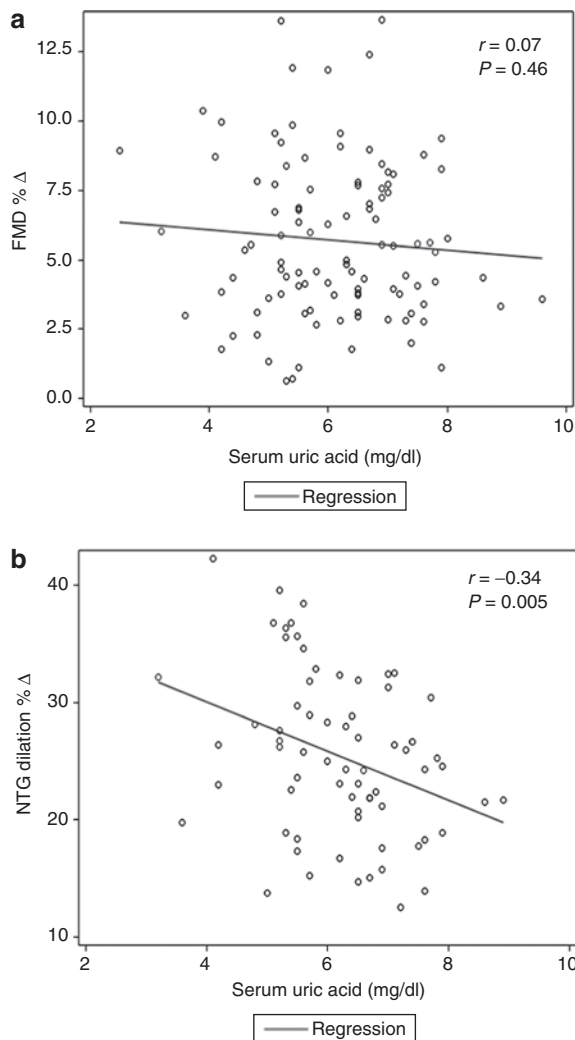 a
r = 0.07
P = 0.46
12.5
10.0
7.5
5.0
2.5
0.0
FMD % Δ
2 4 6 8 10
Serum uric acid (mg/dl)
Regression
b
r = −0.34
P = 0.005
40
30
20
10
NTG dilation % Δ
2 4 6 8 10
Serum uric acid (mg/dl)
Regression